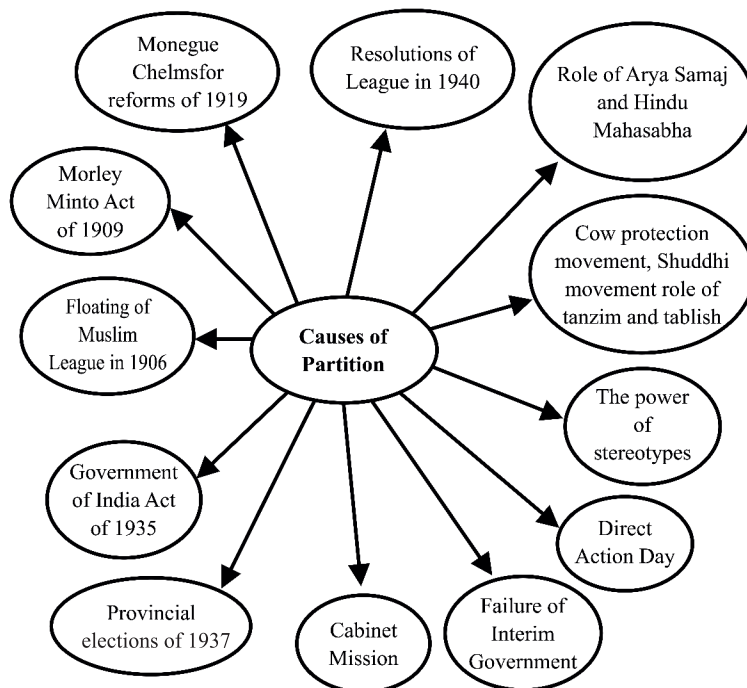 Monegue
Chelmsfor
reforms of 1919
Resolutions of
League in 1940
Role of Arya Samaj
and Hindu
Mahasabha
Morley
Minto Act
of 1909
Cow protection
movement, Shuddhi
movement role of
tanzim and tablish
Floating of
Muslim
League in 1906
Causes of
Partition
The power
of
stereotypes
Government
of India Act
of 1935
Direct
Action Day
Provincial
elections of 1937
Cabinet
Mission
Failure of
Interim
Government